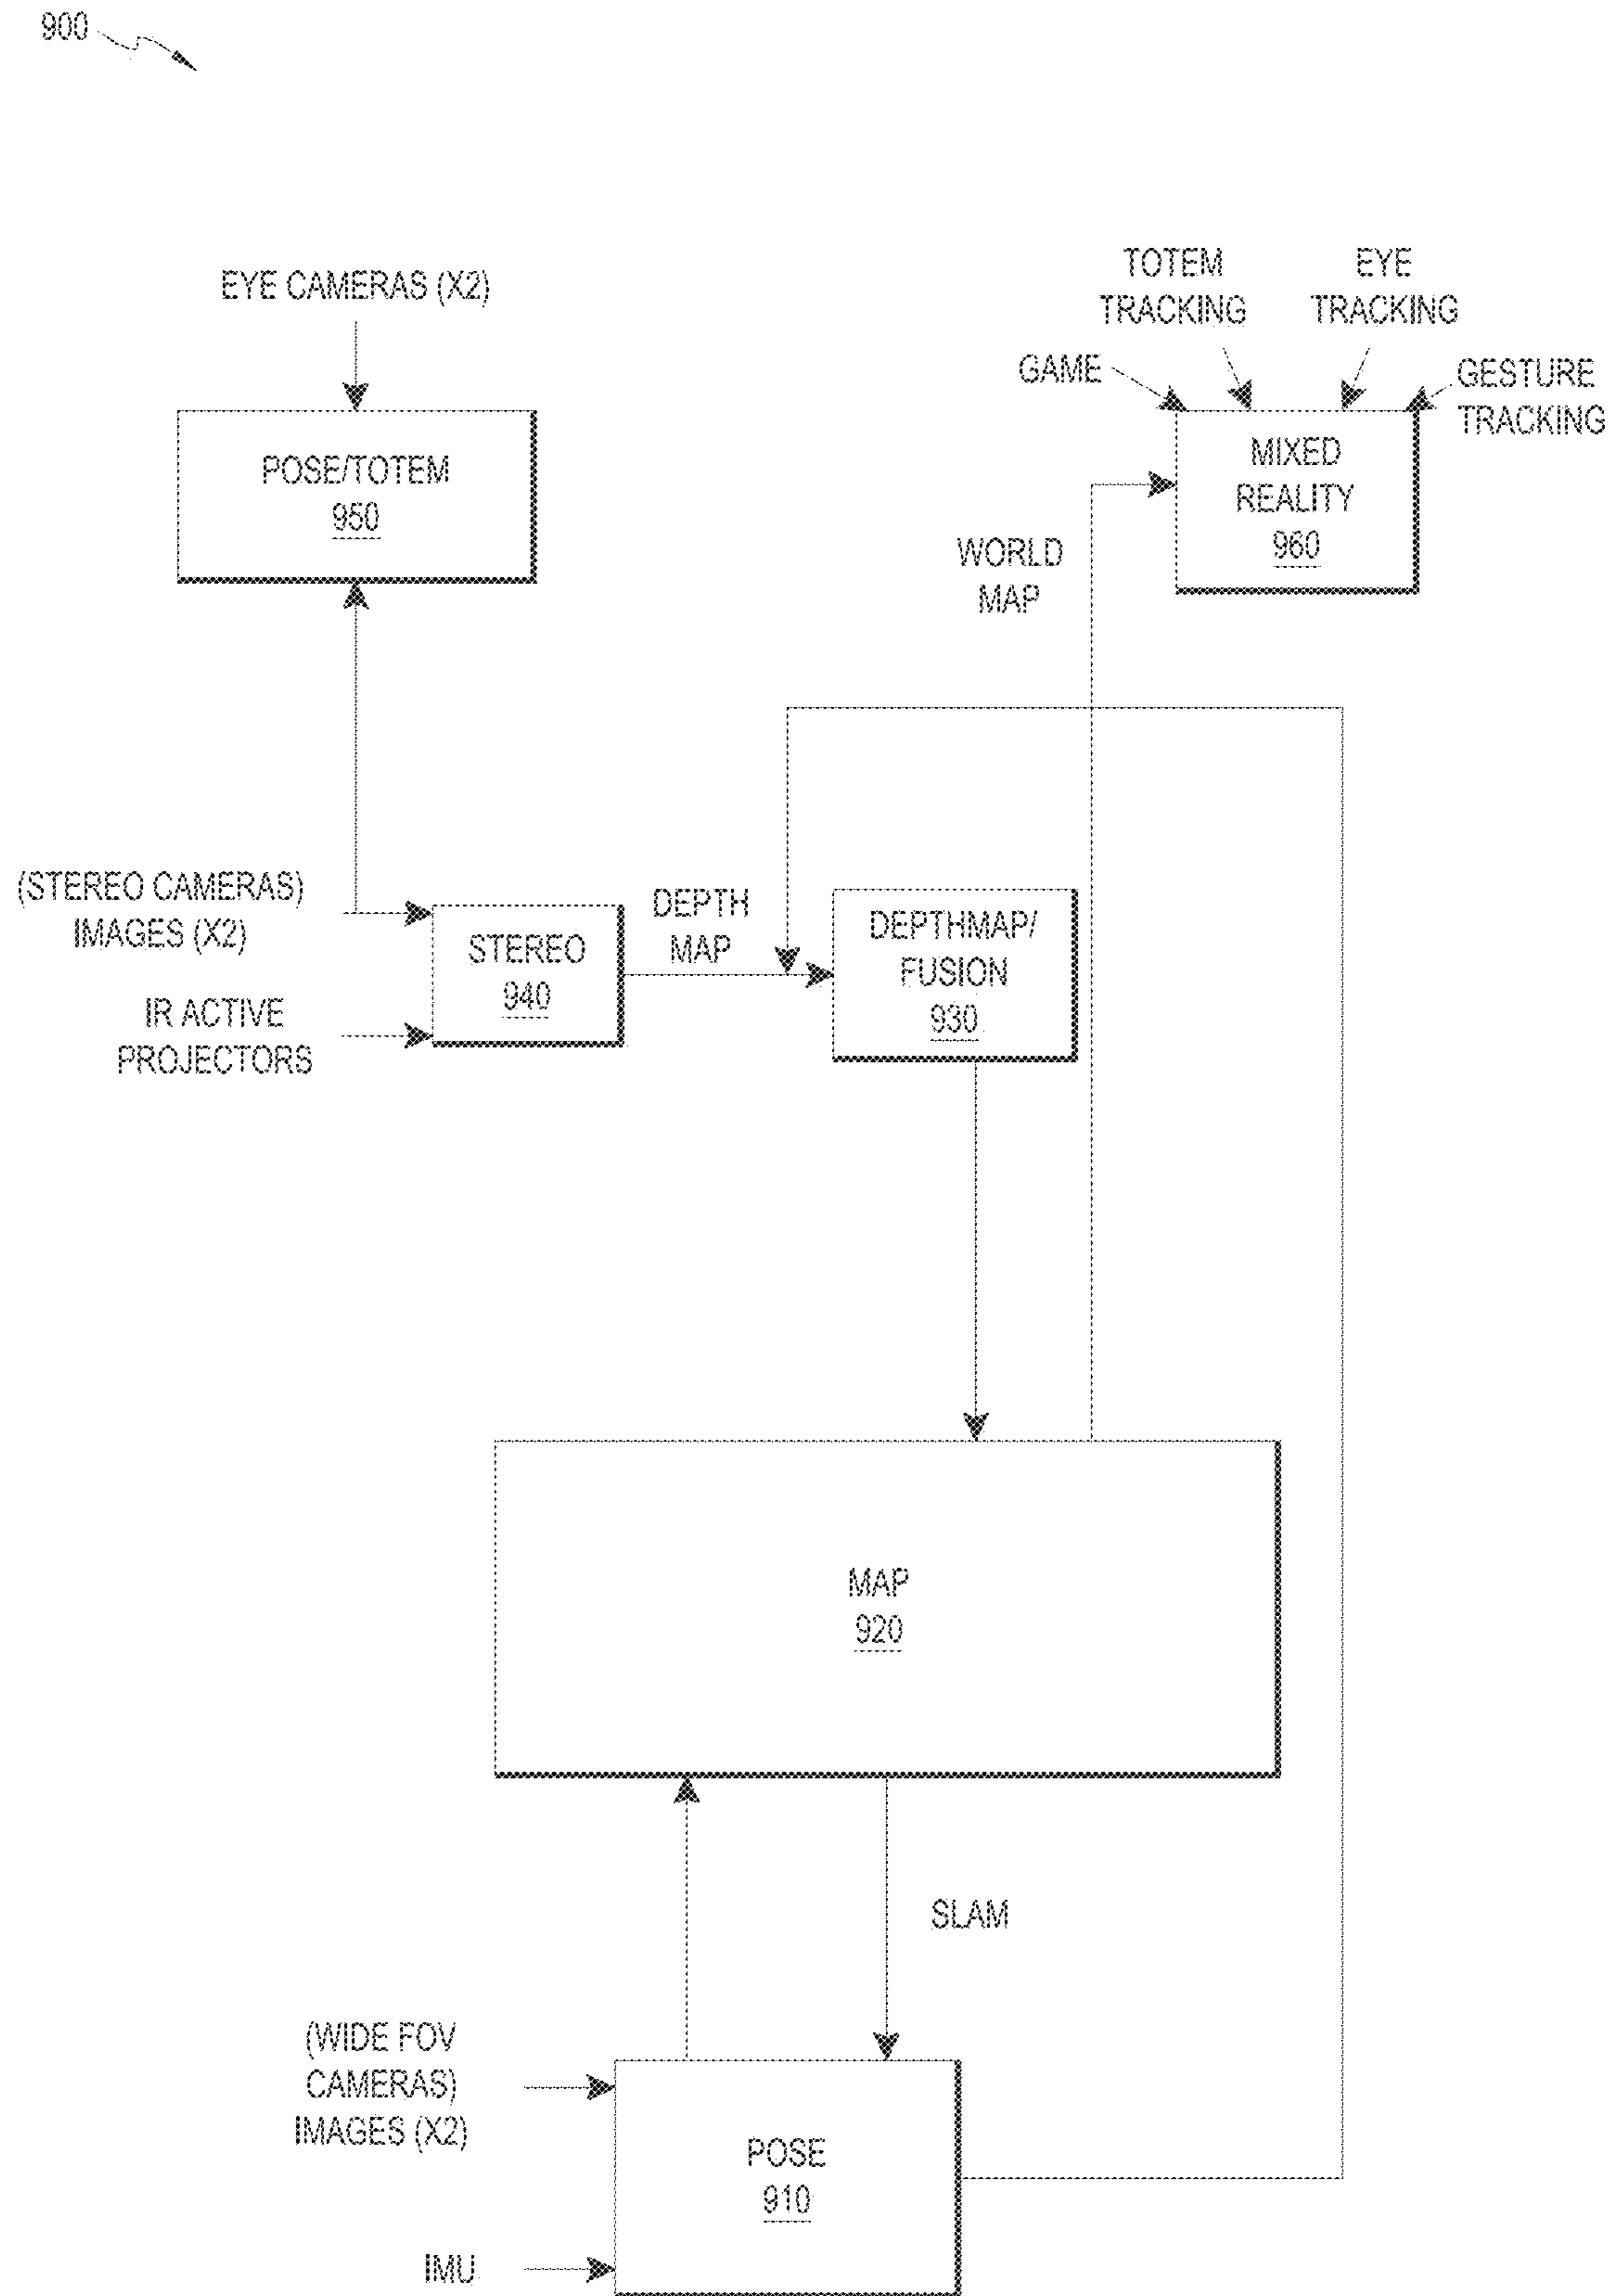 900
EYE CAMERAS (X2)
POSE/TOTEM
950
TOTEM
TRACKING
EYE
TRACKING
GAME
GESTURE
TRACKING
MIXED
REALITY
960
WORLD
MAP
(STEREO CAMERAS)
IMAGES (X2)
IR ACTIVE
PROJECTORS
STEREO
940
DEPTH
MAP
DEPTHMAP/
FUSION
930
MAP
920
SLAM
(WIDE FOV
CAMERAS)
IMAGES (X2)
IMU
POSE
910